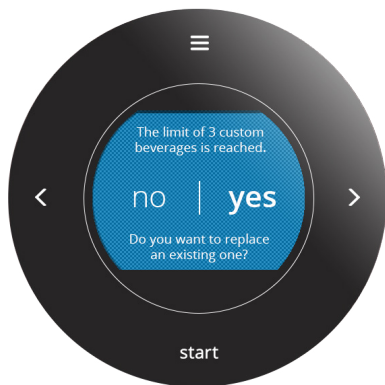 The limit of 3 custom
beverages is reached.
no | yes
Do you want to replace
an existing one?
start